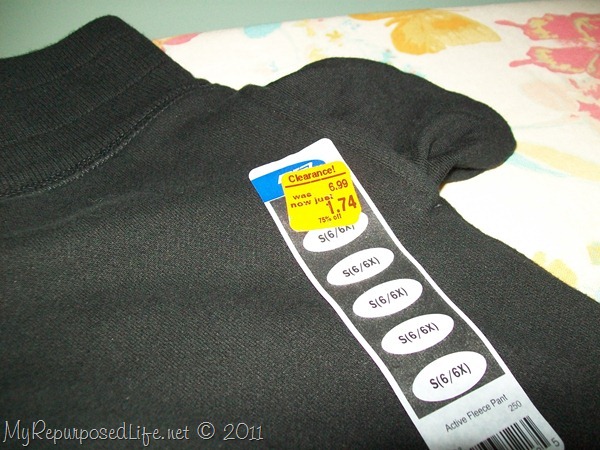 Clearance!
was 6.99
now just 1.74
75% off
S(6/6X)
S(6/6X)
S(6/6X)
S(6/6X)
S(6/6X)
Active Fleece Pant 250
MyRepurposedLife.net © 2011